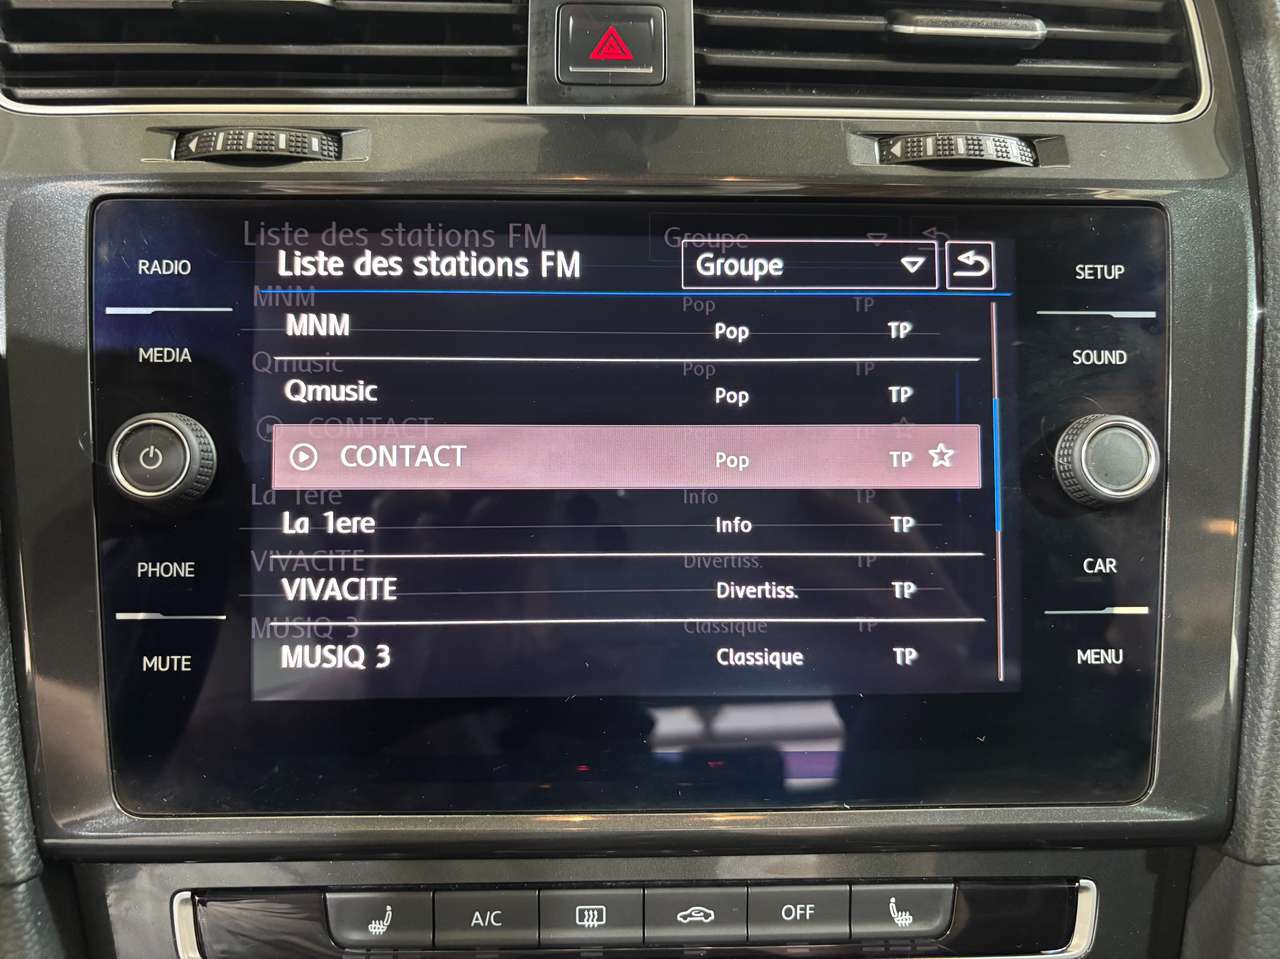 Liste des stations FM Groupe
MNM Pop TP
Qmusic Pop TP
CONTACT Pop TP
La 1ere Info TP
VIVACITE Divertiss. TP
MUSIQ 3 Classique TP
RADIO
MEDIA
PHONE
MUTE
SETUP
SOUND
CAR
MENU
A/C
OFF